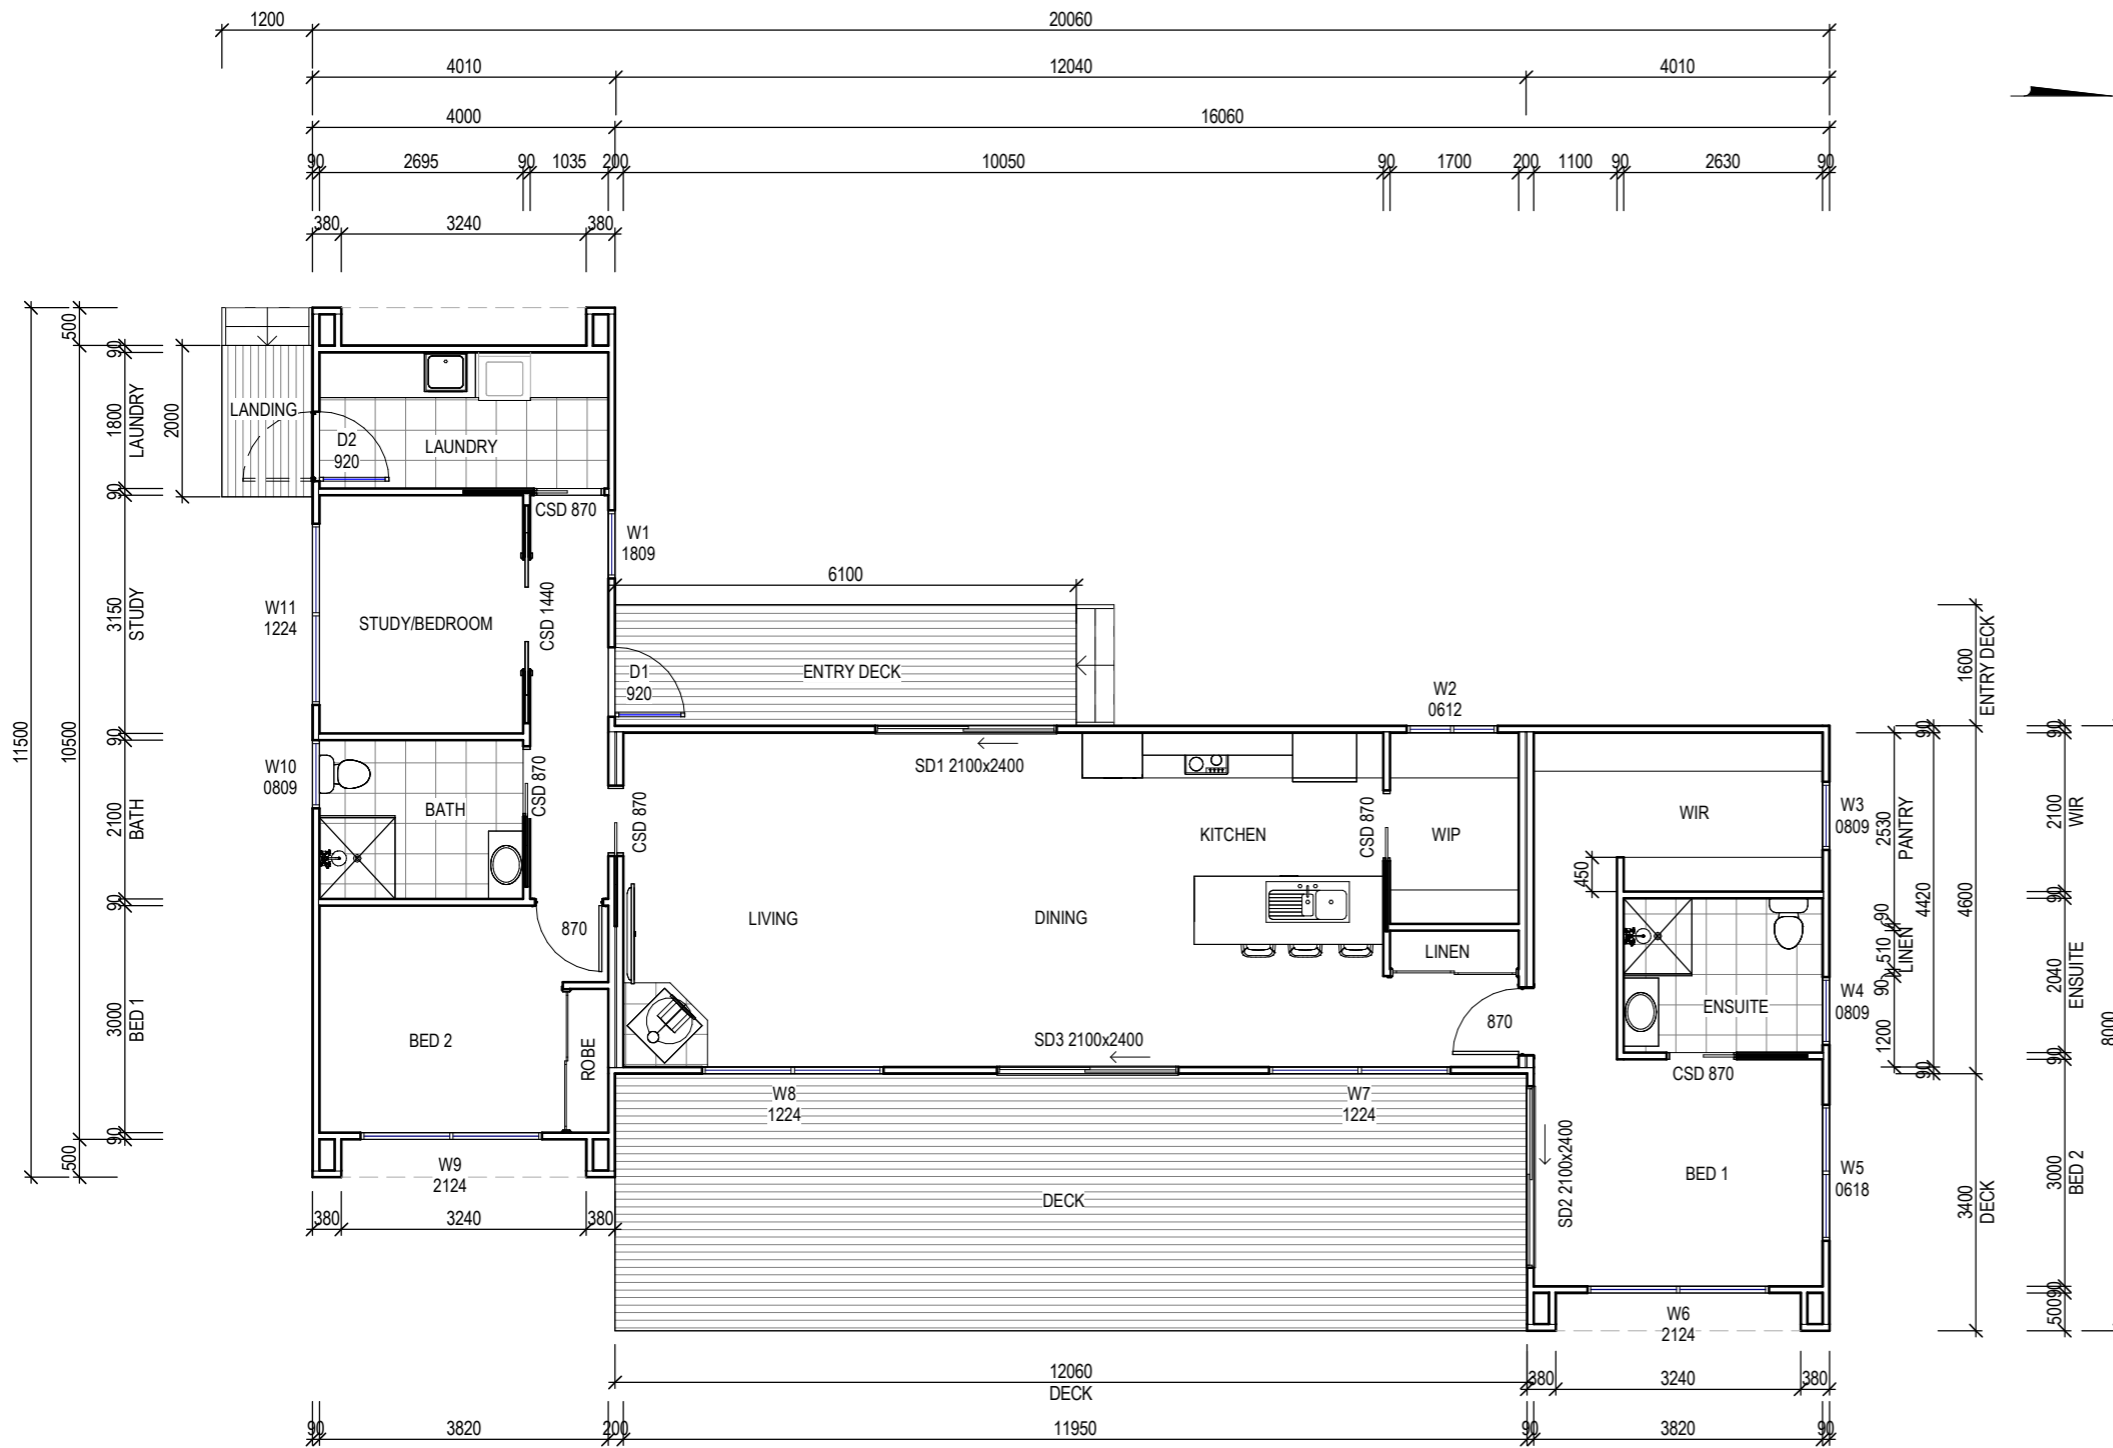 1200
20060
4010
12040
4010
4000
16060
90
2695
90
1035
200
10050
90
1700
200
1100
90
2630
90
380
3240
380
11500
500
10500
500
90
1800
LAUNDRY
90
3150
STUDY
90
2100
BATH
90
3000
BED 1
90
2000
LANDING
D2
920
LAUNDRY
CSD 870
W1
1809
W11
1224
STUDY/BEDROOM
CSD 1440
6100
D1
920
ENTRY DECK
W2
0612
W10
0809
BATH
CSD 870
CSD 870
SD1 2100x2400
KITCHEN
CSD 870
WIP
WIR
450
W3
0809
LIVING
DINING
LINEN
870
BED 2
ROBE
SD3 2100x2400
870
ENSUITE
W4
0809
CSD 870
W8
1224
W7
1224
W9
2124
SD2 2100x2400
BED 1
W5
0618
DECK
W6
2124
2530
PANTRY
90
510
LINEN
90
1200
90
4420
90
1600
ENTRY DECK
4600
3400
DECK
90
2100
WIR
90
2040
ENSUITE
90
3000
BED 2
90
500
8000
380
3240
380
12060
DECK
380
3240
380
90
3820
200
11950
90
3820
90